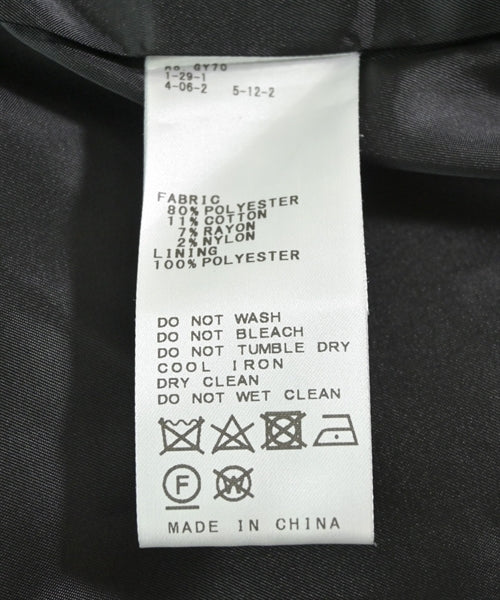 No. GY70
1-29-1
4-06-2 5-12-2
FABRIC
80% POLYESTER
11% COTTON
7% RAYON
2% NYLON
LINING
100% POLYESTER
DO NOT WASH
DO NOT BLEACH
DO NOT TUMBLE DRY
COOL IRON
DRY CLEAN
DO NOT WET CLEAN
F W
MADE IN CHINA